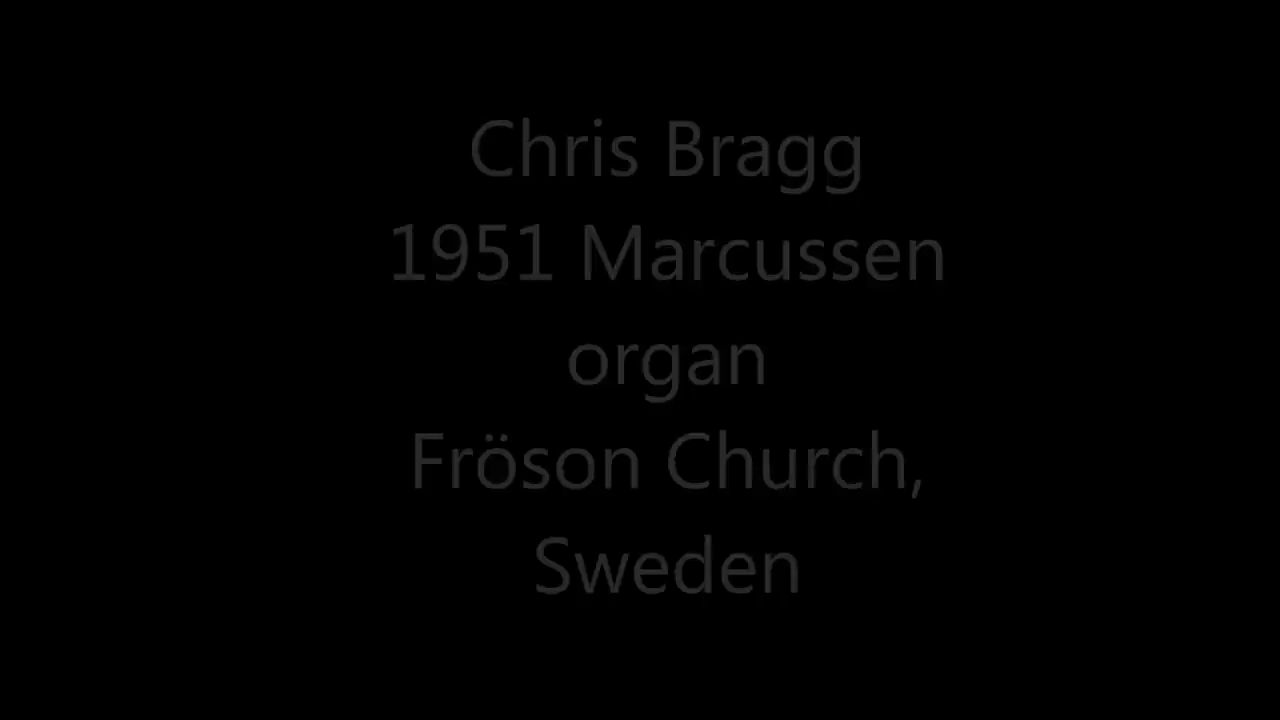 Chris Bragg
1951 Marcussen
organ
Fröson Church,
Sweden